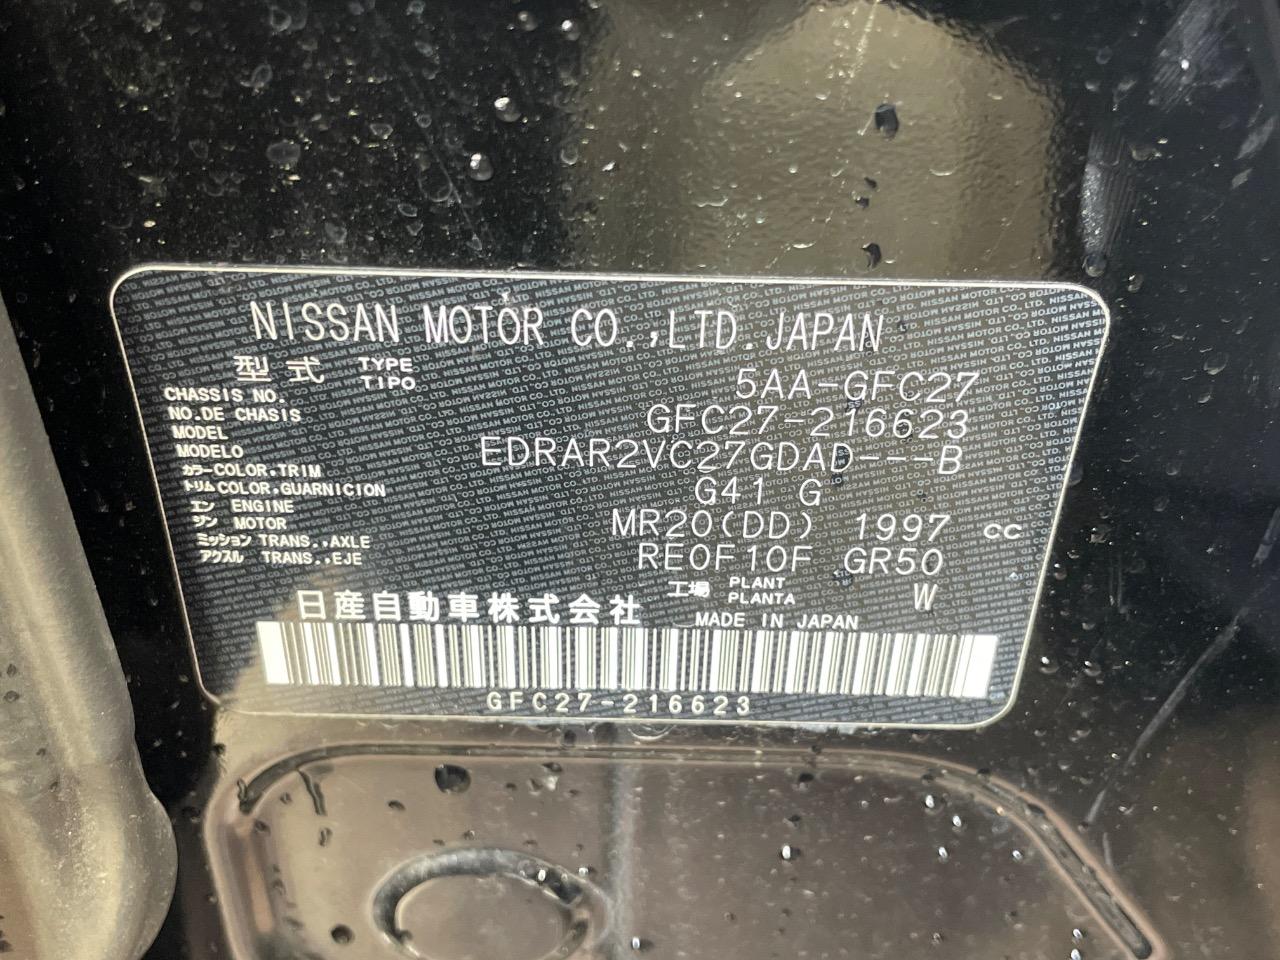 NISSAN MOTOR CO.,LTD.JAPAN
型式 TYPE TIPO 5AA-GFC27
CHASSIS NO. NO.DE CHASIS GFC27-216623
MODEL MODELO EDRAR2VC27GDAD---B
カラー COLOR.TRIM トリム COLOR.GUARNICION G41 G
エンジン ENGINE MOTOR MR20(DD) 1997 cc
ミッション TRANS.,AXLE アクスル TRANS.,EJE RE0F10F GR50
工場 PLANT PLANTA W
日産自動車株式会社 MADE IN JAPAN
GFC27-216623